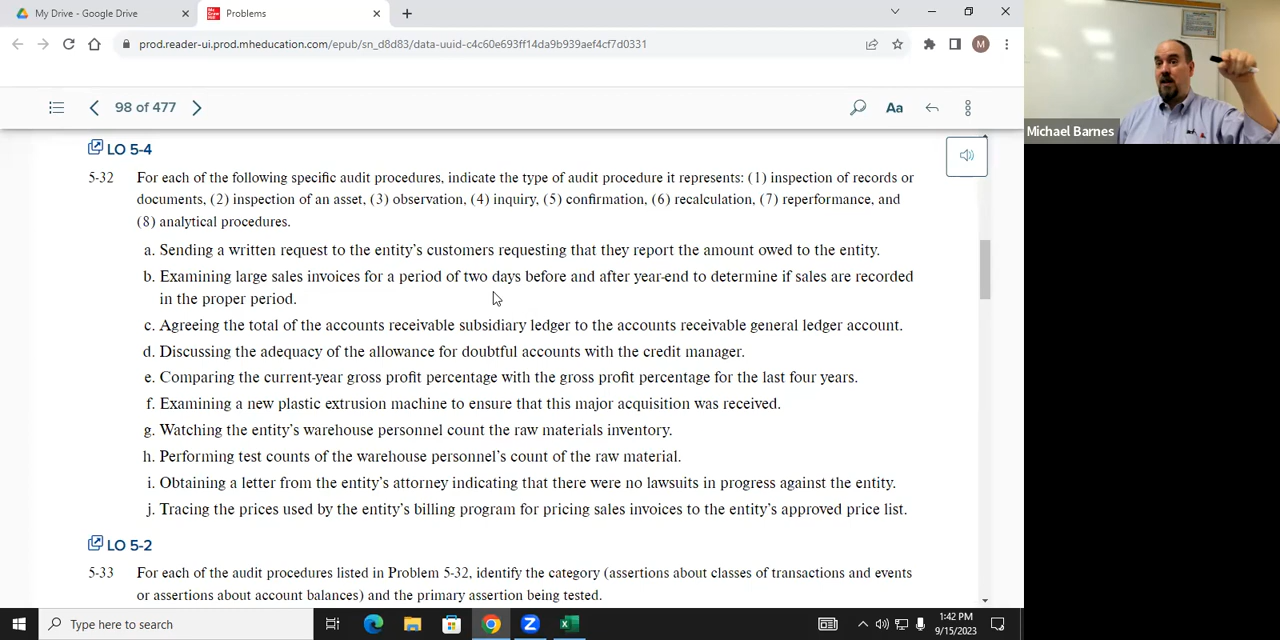 My Drive - Google Drive
Problems
prod.reader-ui.prod.mheducation.com/epub/sn_d8d83/data-uuid-c4c60e693ff14da9b939aef4cf7d0331
M
98 of 477
Aa
Michael Barnes
LO 5-4
5-32 For each of the following specific audit procedures, indicate the type of audit procedure it represents: (1) inspection of records or
documents, (2) inspection of an asset, (3) observation, (4) inquiry, (5) confirmation, (6) recalculation, (7) reperformance, and
(8) analytical procedures.
a. Sending a written request to the entity's customers requesting that they report the amount owed to the entity.
b. Examining large sales invoices for a period of two days before and after year-end to determine if sales are recorded
in the proper period.
c. Agreeing the total of the accounts receivable subsidiary ledger to the accounts receivable general ledger account.
d. Discussing the adequacy of the allowance for doubtful accounts with the credit manager.
e. Comparing the current-year gross profit percentage with the gross profit percentage for the last four years.
f. Examining a new plastic extrusion machine to ensure that this major acquisition was received.
g. Watching the entity's warehouse personnel count the raw materials inventory.
h. Performing test counts of the warehouse personnel's count of the raw material.
i. Obtaining a letter from the entity's attorney indicating that there were no lawsuits in progress against the entity.
j. Tracing the prices used by the entity's billing program for pricing sales invoices to the entity's approved price list.
LO 5-2
5-33 For each of the audit procedures listed in Problem 5-32, identify the category (assertions about classes of transactions and events
or assertions about account balances) and the primary assertion being tested.
Type here to search
1:42 PM
9/15/2023